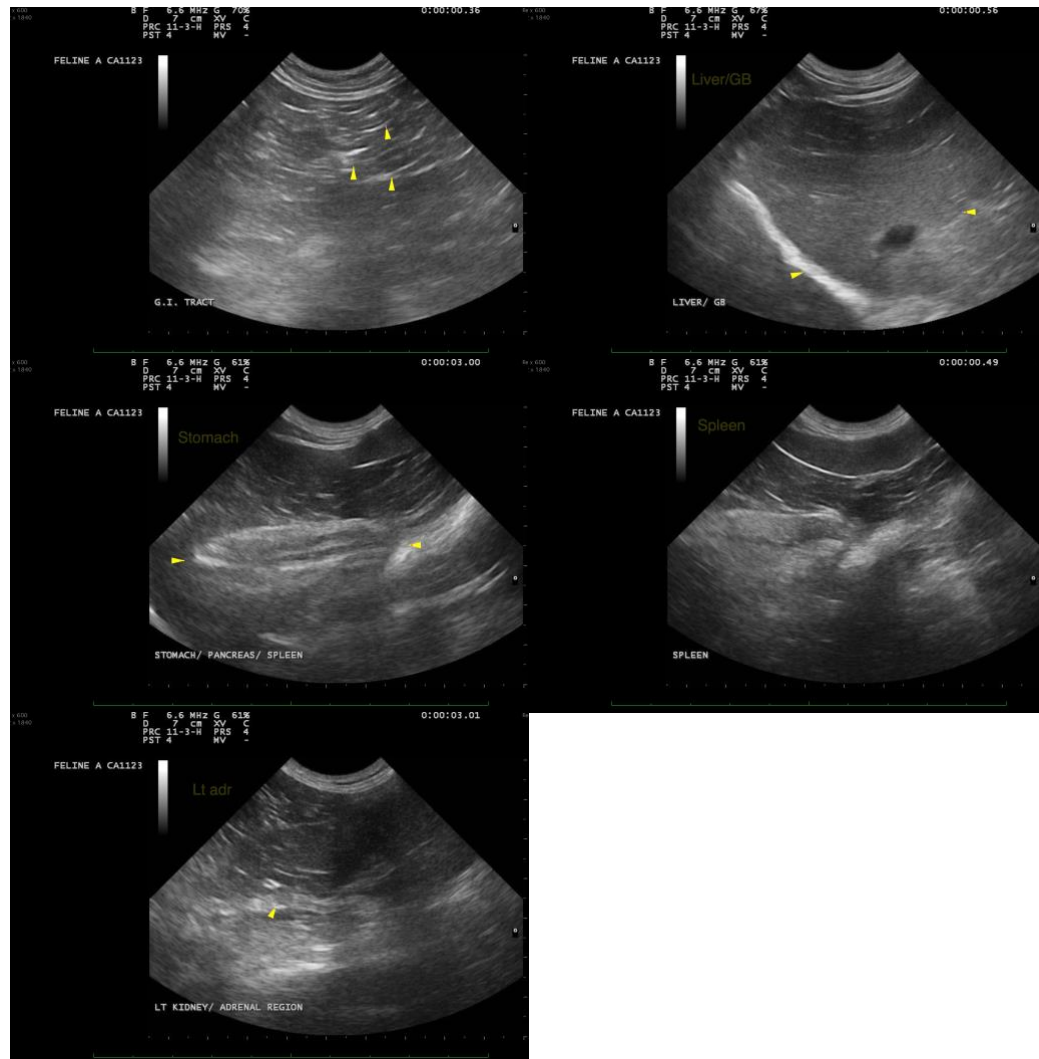 B F 6.6 MHz G 70% 0:00:00.36
D 7 cm XV C
PRC 11-3-H PRS 4
PST 4 MV -
FELINE A CA1123
G.I. TRACT
B F 6.6 MHz G 67% 0:00:00.56
D 7 cm XV C
PRC 11-3-H PRS 4
PST 4 MV -
FELINE A CA1123
Liver/GB
LIVER/ GB
B F 6.6 MHz G 61% 0:00:03.00
D 7 cm XV C
PRC 11-3-H PRS 4
PST 4 MV -
FELINE A CA1123
Stomach
STOMACH/ PANCREAS/ SPLEEN
B F 6.6 MHz G 61% 0:00:00.49
D 7 cm XV C
PRC 11-3-H PRS 4
PST 4 MV -
FELINE A CA1123
Spleen
SPLEEN
B F 6.6 MHz G 61% 0:00:03.01
D 7 cm XV C
PRC 11-3-H PRS 4
PST 4 MV -
FELINE A CA1123
Lt adr
LT KIDNEY/ ADRENAL REGION